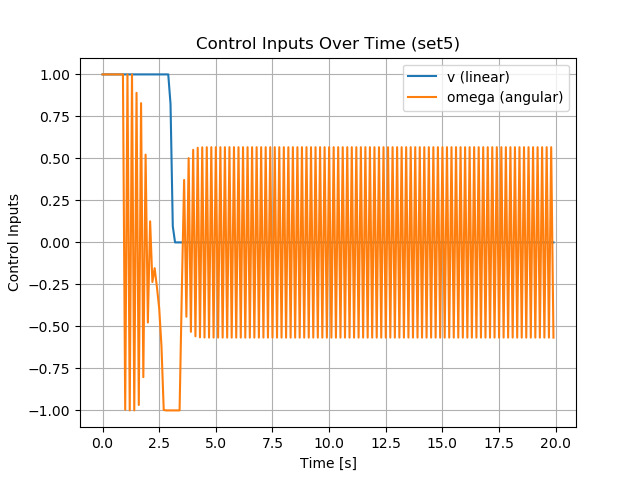 Control Inputs Over Time (set5)
v (linear)
omega (angular)
Control Inputs
1.00
0.75
0.50
0.25
0.00
−0.25
−0.50
−0.75
−1.00
0.0 2.5 5.0 7.5 10.0 12.5 15.0 17.5 20.0
Time [s]